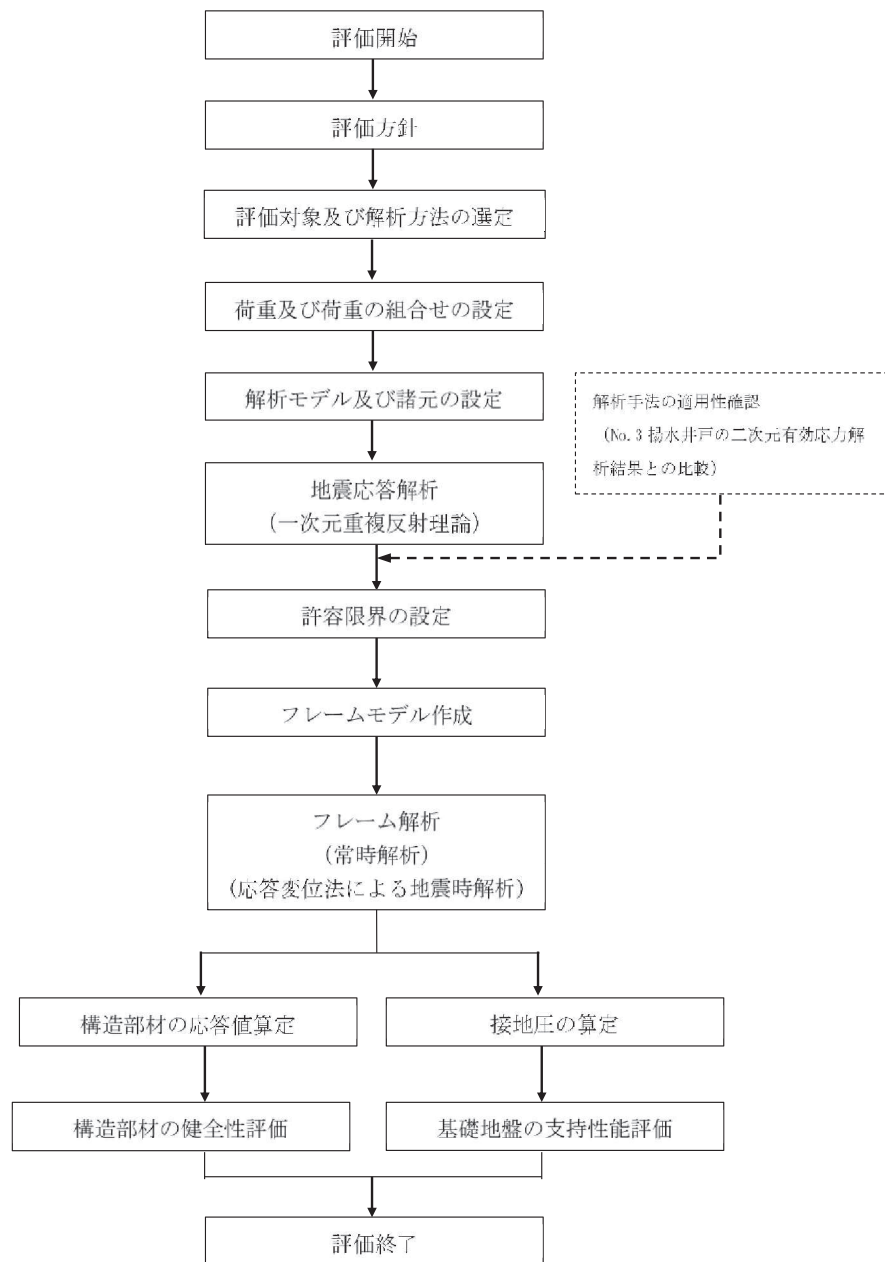 評価開始
評価方針
評価対象及び解析方法の選定
荷重及び荷重の組合せの設定
解析モデル及び諸元の設定
解析手法の適用性確認
（No.3 揚水井戸の二次元有効応力解
析結果との比較）
地震応答解析
（一次元重複反射理論）
許容限界の設定
フレームモデル作成
フレーム解析
（常時解析）
（応答変位法による地震時解析）
構造部材の応答値算定
接地圧の算定
構造部材の健全性評価
基礎地盤の支持性能評価
評価終了